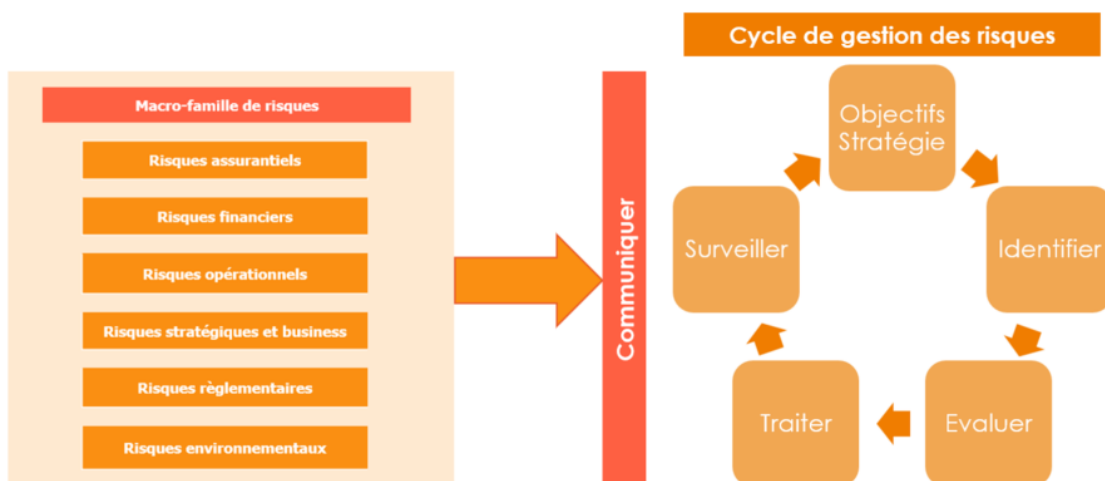 Macro-famille de risques
Risques assurantiels
Risques financiers
Risques opérationnels
Risques stratégiques et business
Risques règlementaires
Risques environnementaux
Communiquer
Cycle de gestion des risques
Objectifs
Stratégie
Identifier
Evaluer
Traiter
Surveiller